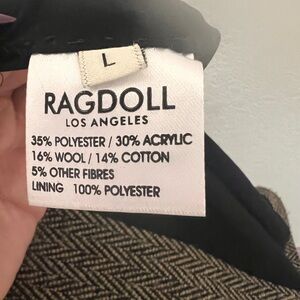 L
RAGDOLL
LOS ANGELES
35% POLYESTER / 30% ACRYLIC
16% WOOL / 14% COTTON
5% OTHER FIBRES
LINING 100% POLYESTER